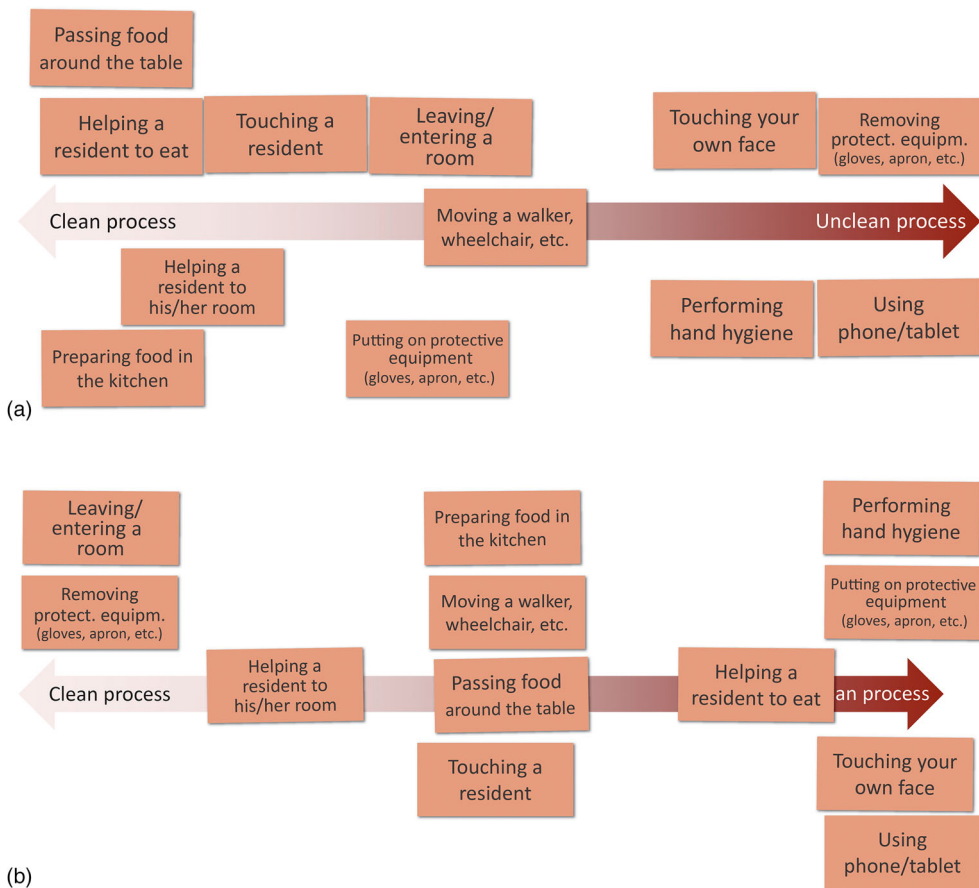 Passing food
around the table
Helping a
resident to eat
Touching a
resident
Leaving/
entering a
room
Touching your
own face
Removing
protect. equipm.
(gloves, apron, etc.)
Clean process
Moving a walker,
wheelchair, etc.
Unclean process
Helping a
resident to
his/her room
Preparing food in
the kitchen
Putting on protective
equipment
(gloves, apron, etc.)
Performing
hand hygiene
Using
phone/tablet
(a)
Leaving/
entering a
room
Preparing food in
the kitchen
Performing
hand hygiene
Removing
protect. equipm.
(gloves, apron, etc.)
Moving a walker,
wheelchair, etc.
Putting on protective
equipment
(gloves, apron, etc.)
Clean process
Helping a
resident to
his/her room
Passing food
around the table
Helping a
resident to eat
an process
Touching a
resident
Touching your
own face
Using
phone/tablet
(b)